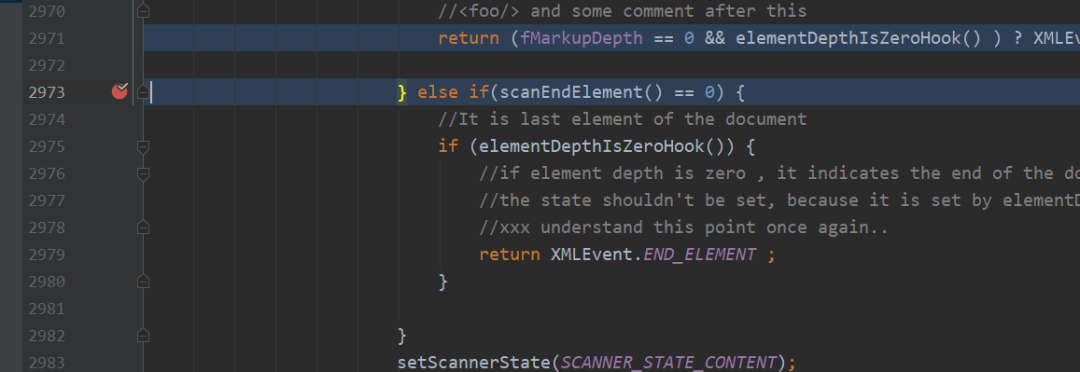 2970 //<foo/> and some comment after this
2971 return (fMarkupDepth == 0 && elementDepthIsZeroHook() ) ? XMLEv
2972
2973 } else if(scanEndElement() == 0) {
2974 //It is last element of the document
2975 if (elementDepthIsZeroHook()) {
2976 //if element depth is zero , it indicates the end of the do
2977 //the state shouldn't be set, because it is set by elementD
2978 //xxx understand this point once again..
2979 return XMLEvent.END_ELEMENT ;
2980 }
2981
2982 }
2983 setScannerState(SCANNER_STATE_CONTENT);